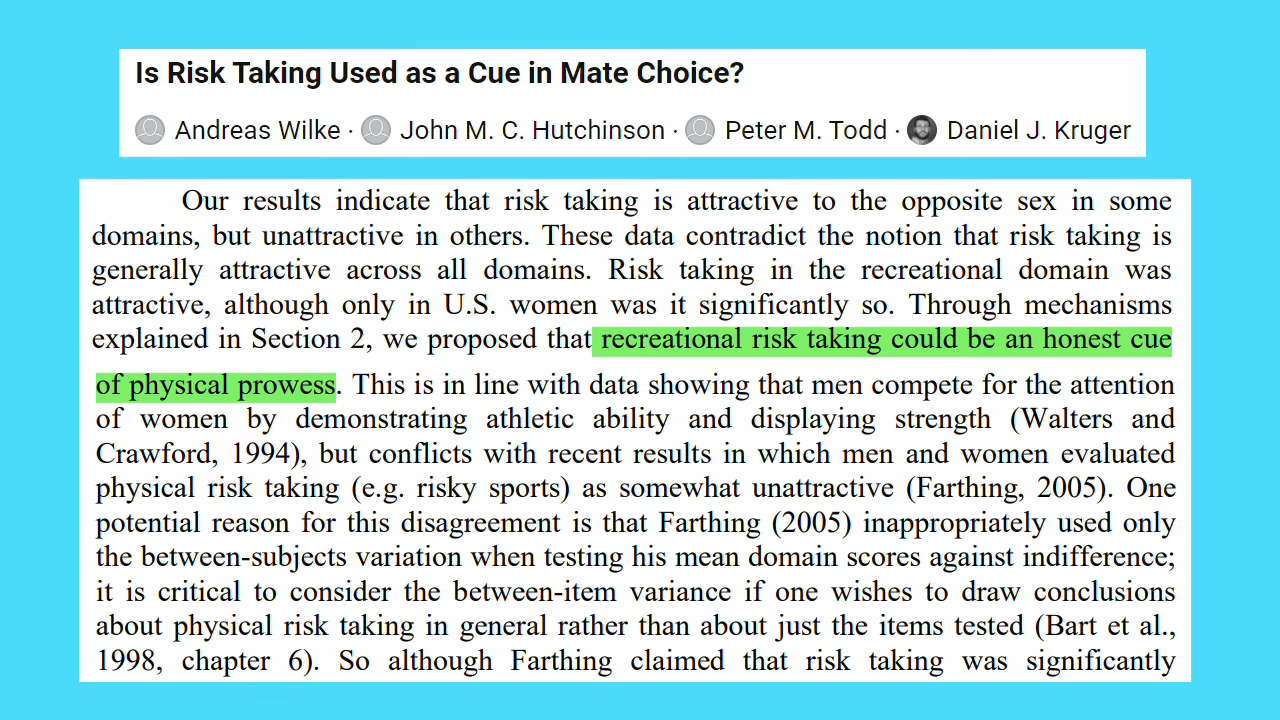 Is Risk Taking Used as a Cue in Mate Choice?
Andreas Wilke · John M. C. Hutchinson · Peter M. Todd · Daniel J. Kruger
Our results indicate that risk taking is attractive to the opposite sex in some
domains, but unattractive in others. These data contradict the notion that risk taking is
generally attractive across all domains. Risk taking in the recreational domain was
attractive, although only in U.S. women was it significantly so. Through mechanisms
explained in Section 2, we proposed that recreational risk taking could be an honest cue
of physical prowess. This is in line with data showing that men compete for the attention
of women by demonstrating athletic ability and displaying strength (Walters and
Crawford, 1994), but conflicts with recent results in which men and women evaluated
physical risk taking (e.g. risky sports) as somewhat unattractive (Farthing, 2005). One
potential reason for this disagreement is that Farthing (2005) inappropriately used only
the between-subjects variation when testing his mean domain scores against indifference;
it is critical to consider the between-item variance if one wishes to draw conclusions
about physical risk taking in general rather than about just the items tested (Bart et al.,
1998, chapter 6). So although Farthing claimed that risk taking was significantly